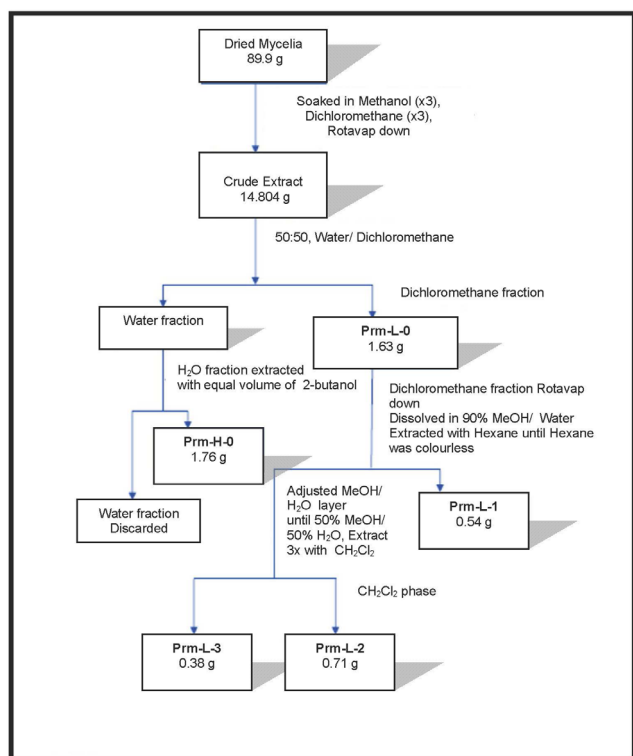 Dried Mycelia
89.9 g
Soaked in Methanol (x3),
Dichloromethane (x3),
Rotavap down
Crude Extract
14.804 g
50:50, Water/ Dichloromethane
Dichloromethane fraction
Water fraction
Prm-L-0
1.63 g
H₂O fraction extracted
with equal volume of 2-butanol
Dichloromethane fraction Rotavap
down
Dissolved in 90% MeOH/ Water
Extracted with Hexane until Hexane
was colourless
Prm-H-0
1.76 g
Water fraction
Discarded
Adjusted MeOH/
H₂O layer
until 50% MeOH/
50% H₂O, Extract
3x with CH₂Cl₂
Prm-L-1
0.54 g
CH₂Cl₂ phase
Prm-L-3
0.38 g
Prm-L-2
0.71 g